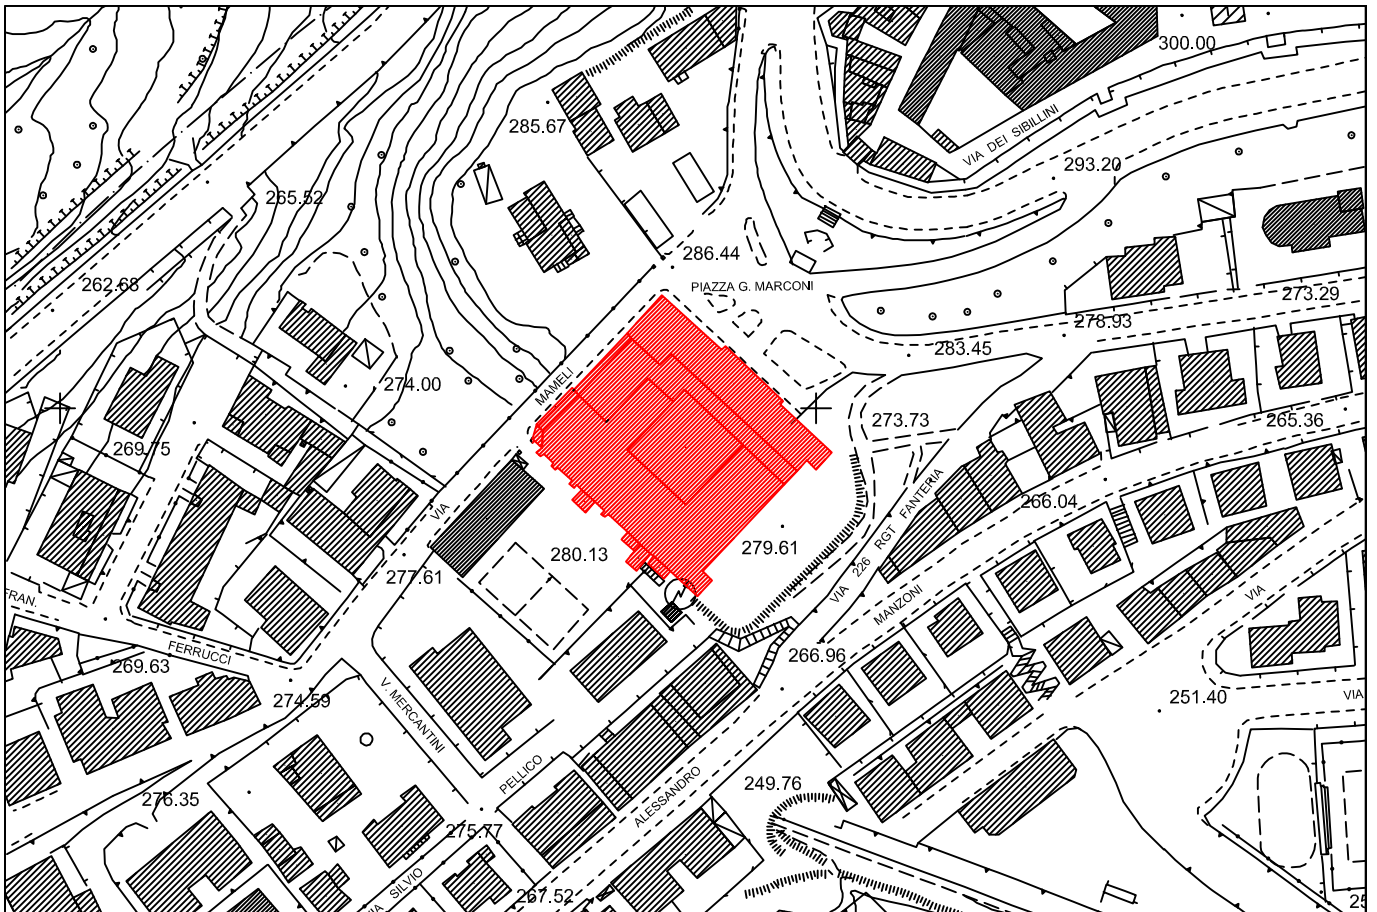 300.00
285.67
VIA DEI SIBILLINI
293.20
265.52
286.44
262.68
PIAZZA G. MARCONI
273.29
278.93
283.45
274.00
MAMELI
273.73
265.36
269.75
VIA
266.04
VIA 226 RGT FANTERIA
280.13
279.61
277.61
FRAN.
MANZONI
VIA
FERRUCCI
269.63
266.96
274.59
V. MERCANTINI
251.40
VIA
PELLICO
249.76
276.35
ALESSANDRO
275.77
VIA SILVIO
267.52
25